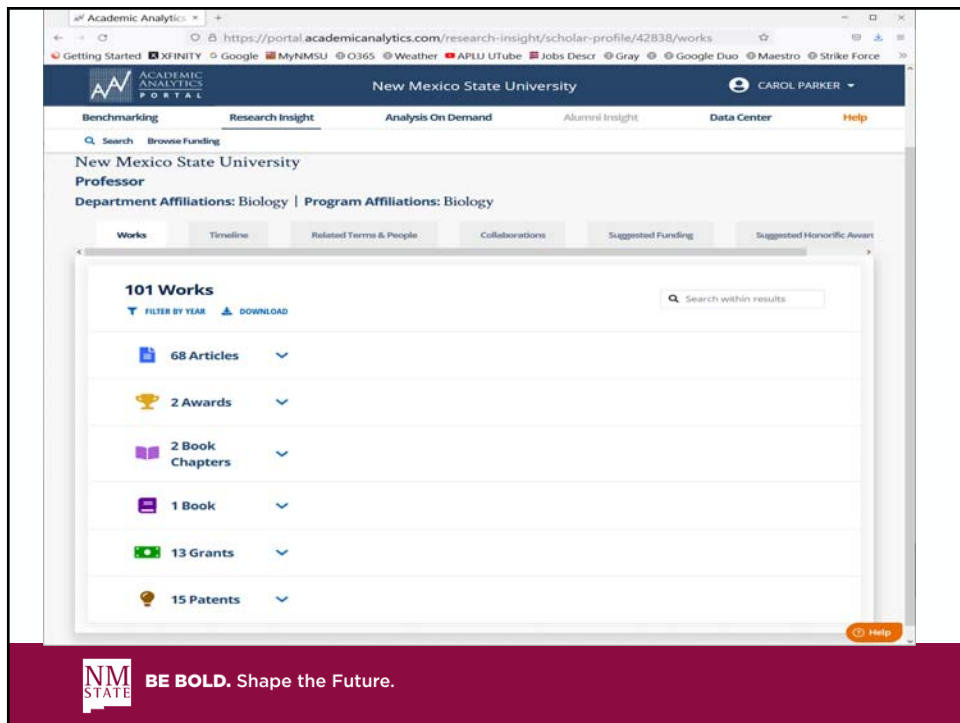 Academic Analytics × +
https://portal.academicanalytics.com/research-insight/scholar-profile/42838/works
Getting Started XFINITY Google MyNMSU O365 Weather APLU UTube Jobs Descr Gray Google Duo Maestro Strike Force »
ACADEMIC
ANALYTICS
PORTAL
New Mexico State University
CAROL PARKER
Benchmarking Research Insight Analysis On Demand Alumni Insight Data Center Help
Search Browse Funding
New Mexico State University
Professor
Department Affiliations: Biology | Program Affiliations: Biology
Works Timeline Related Terms & People Collaborations Suggested Funding Suggested Honorific Awar
101 Works
Search within results
FILTER BY YEAR DOWNLOAD
68 Articles
2 Awards
2 Book
Chapters
1 Book
13 Grants
15 Patents
Help
NM
STATE
BE BOLD. Shape the Future.